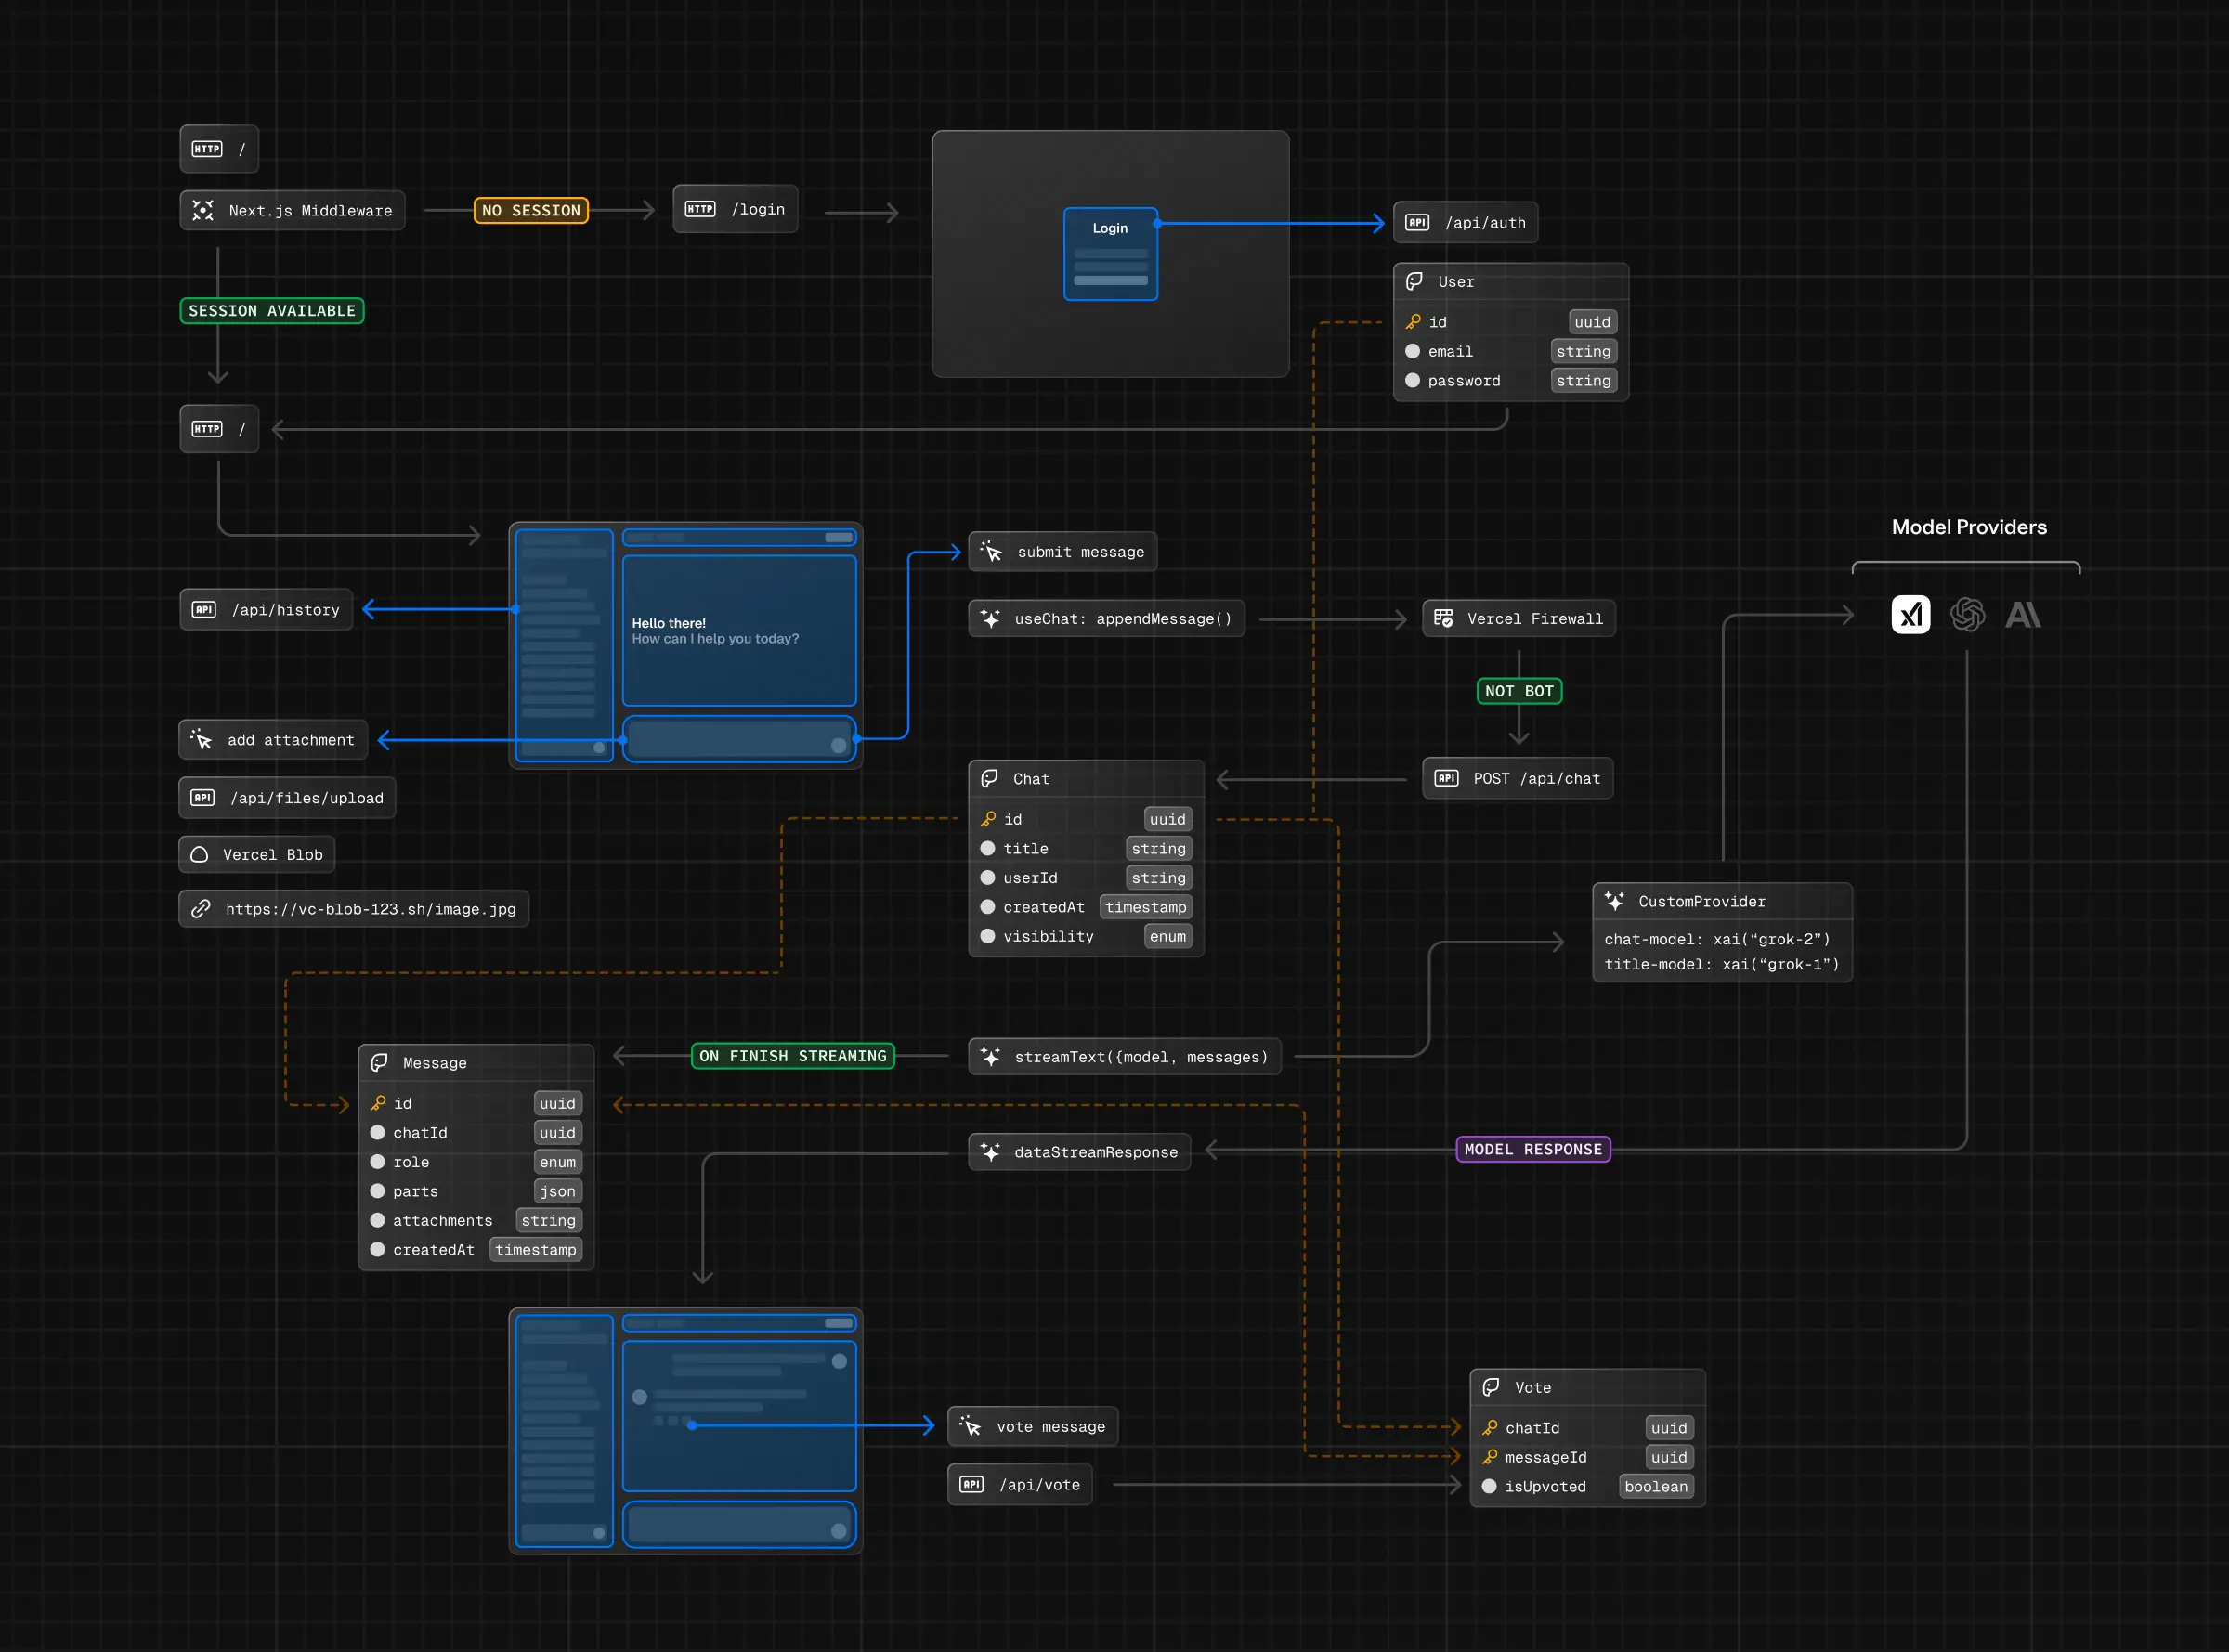 HTTP /
Next.js Middleware
NO SESSION
HTTP /login
Login
API /api/auth
User
id uuid
email string
password string
SESSION AVAILABLE
HTTP /
Model Providers
Hello there!
How can I help you today?
API /api/history
submit message
useChat: appendMessage()
Vercel Firewall
NOT BOT
API POST /api/chat
add attachment
API /api/files/upload
Vercel Blob
https://vc-blob-123.sh/image.jpg
Chat
id uuid
title string
userId string
createdAt timestamp
visibility enum
CustomProvider
chat-model: xai(“grok-2”)
title-model: xai(“grok-1”)
Message
id uuid
chatId uuid
role enum
parts json
attachments string
createdAt timestamp
ON FINISH STREAMING
streamText({model, messages)
dataStreamResponse
MODEL RESPONSE
vote message
API /api/vote
Vote
chatId uuid
messageId uuid
isUpvoted boolean